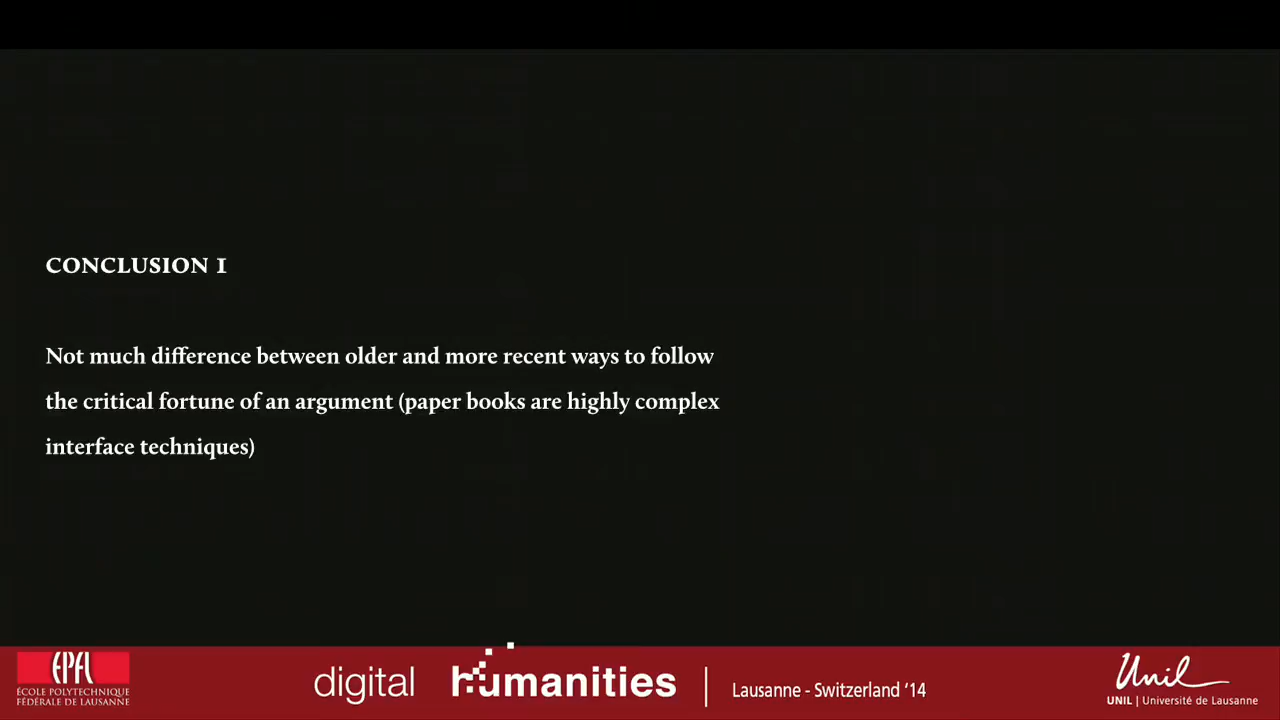 CONCLUSION I
Not much difference between older and more recent ways to follow
the critical fortune of an argument (paper books are highly complex
interface techniques)
EPFL
ÉCOLE POLYTECHNIQUE
FÉDÉRALE DE LAUSANNE
digital humanities | Lausanne - Switzerland '14
Unil
UNIL | Université de Lausanne